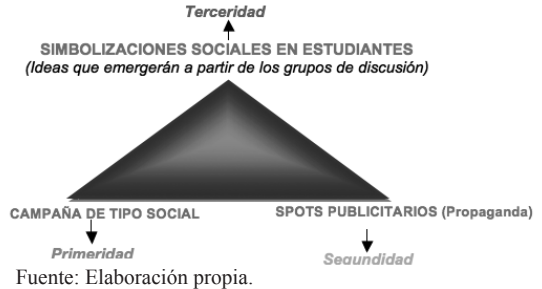 Terceridad
SIMBOLIZACIONES SOCIALES EN ESTUDIANTES
(Ideas que emergerán a partir de los grupos de discusión)
CAMPAÑA DE TIPO SOCIAL
SPOTS PUBLICITARIOS (Propaganda)
Primeridad
Segundidad
Fuente: Elaboración propia.